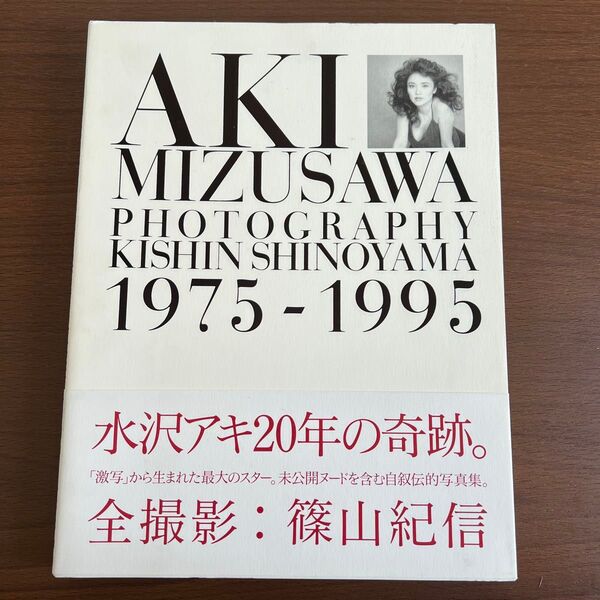 AKI
MIZUSAWA
PHOTOGRAPHY
KISHIN SHINOYAMA
1975-1995
水沢アキ20年の奇跡。
「激写」から生まれた最大のスター。未公開ヌードを含む自叙伝的写真集。
全撮影：篠山紀信